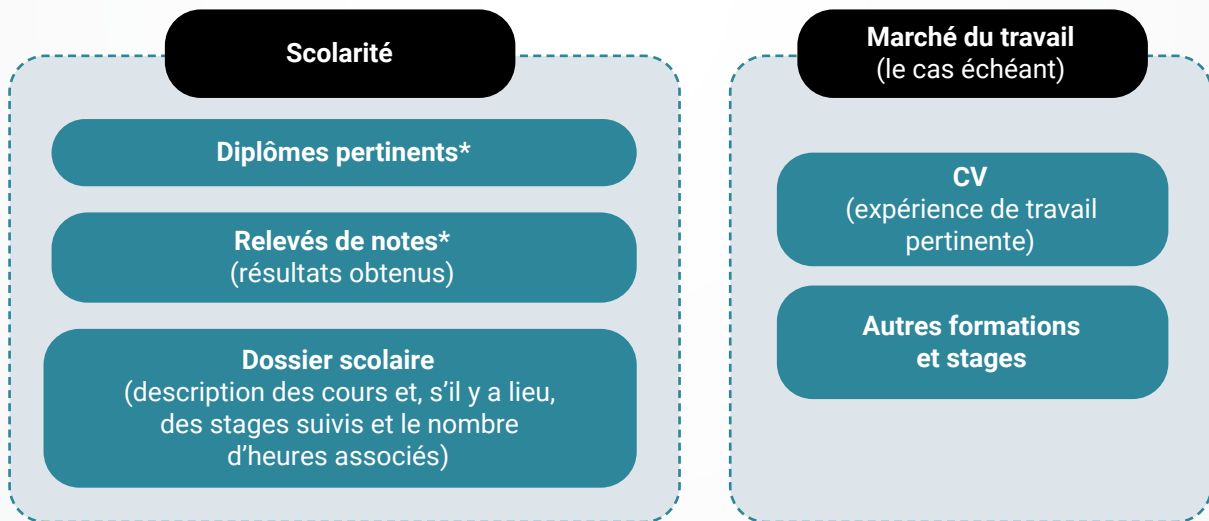 Scolarité
Diplômes pertinents*
Relevés de notes*
(résultats obtenus)
Dossier scolaire
(description des cours et, s’il y a lieu,
des stages suivis et le nombre
d’heures associés)
Marché du travail
(le cas échéant)
CV
(expérience de travail
pertinente)
Autres formations
et stages